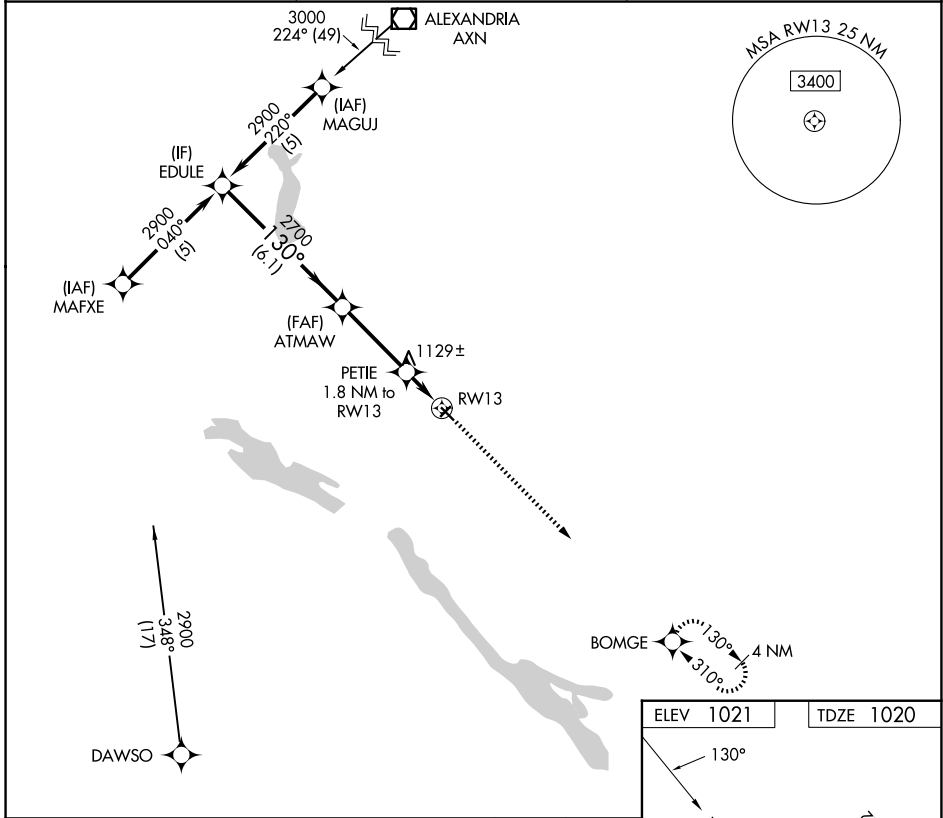 3000
224° (49)
ALEXANDRIA
AXN
MSA RW13 25 NM
3400
(IAF)
MAGUJ
2900
220°
(5)
(IF)
EDULE
2900
040°
(5)
2700
130°
(6.1)
(IAF)
MAFXE
(FAF)
ATMAW
1129±
PETIE
1.8 NM to
RW13
RW13
2900
348°
(17)
BOMGE
130°
310°
4 NM
DAWSO
ELEV 1021
TDZE 1020
130°